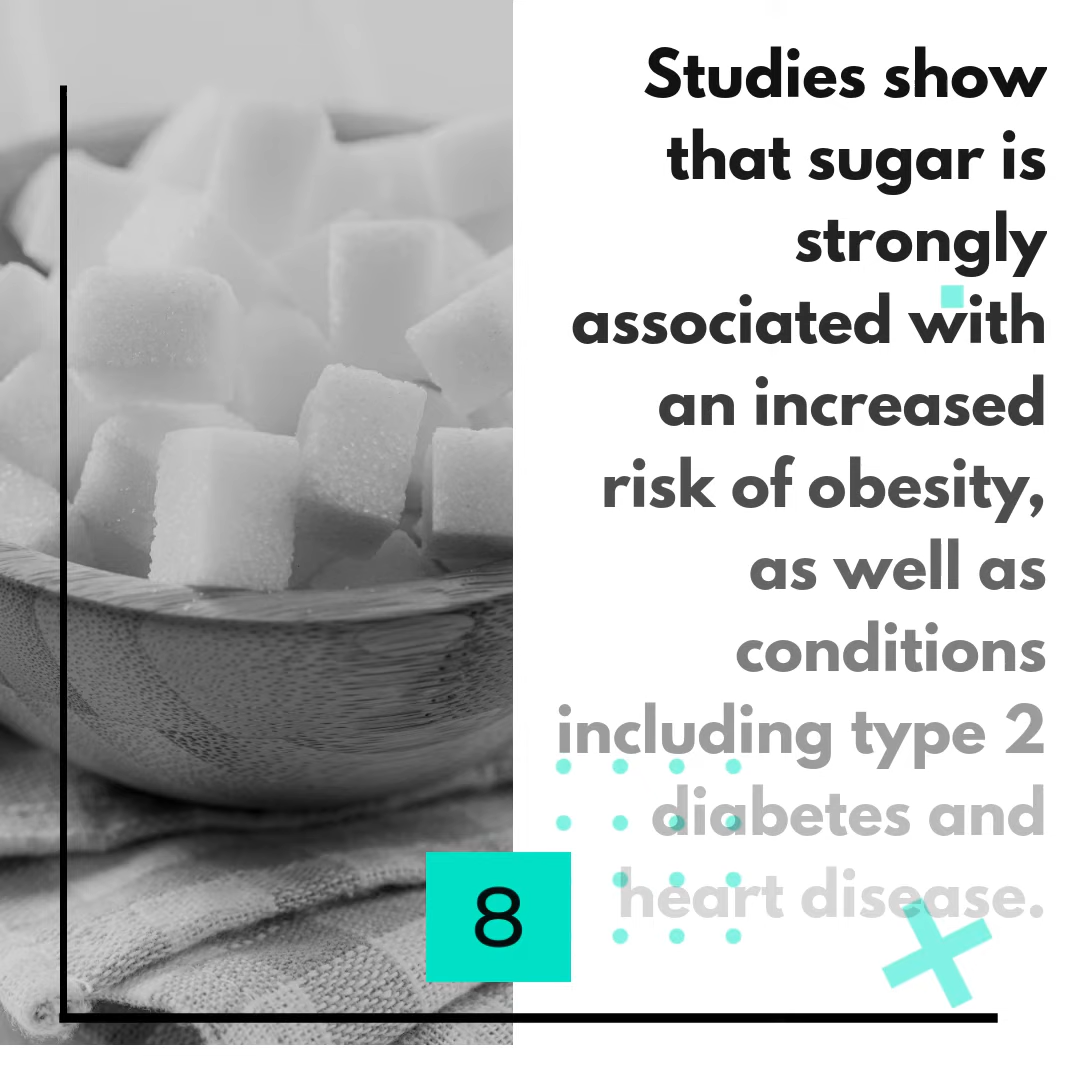 Studies show
that sugar is
strongly
associated with
an increased
risk of obesity,
as well as
conditions
including type 2
diabetes and
heart disease.
8